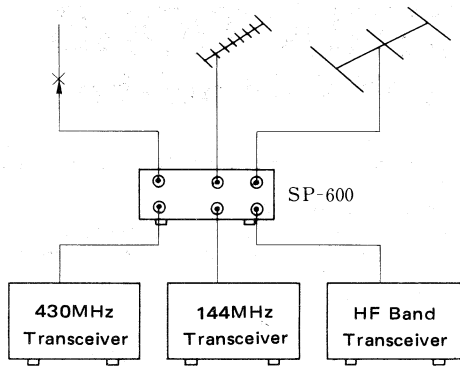 SP-600
430MHz
Transceiver
144MHz
Transceiver
HF Band
Transceiver